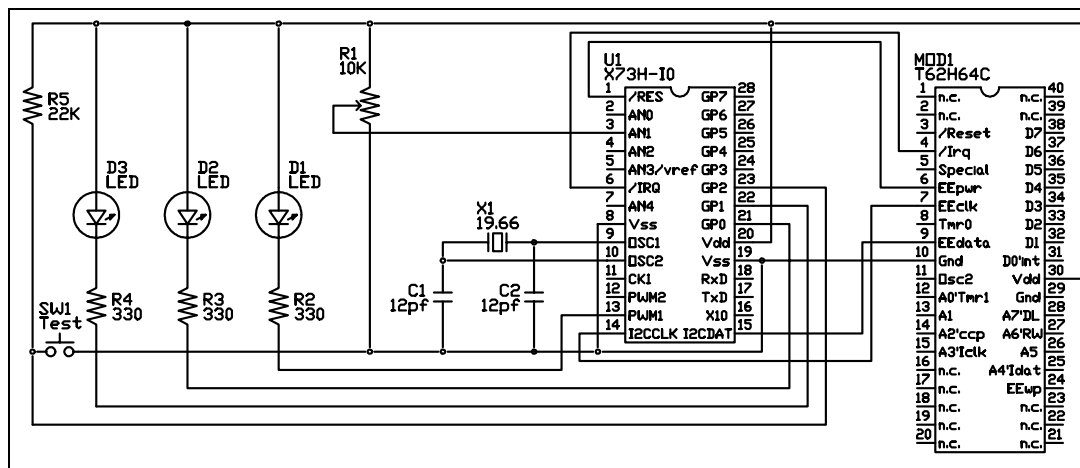 R5
22K
D3
LED
D2
LED
D1
LED
R1
10K
R4
330
R3
330
R2
330
SW1
Test
X1
19.66
C1
12pf
C2
12pf
U1
X73H-IO
1 /RES GP7 28
2 AN0 GP6 27
3 AN1 GP5 26
4 AN2 GP4 25
5 AN3/vref GP3 24
6 /IRQ GP2 23
7 AN4 GP1 22
8 Vss GP0 21
9 OSC1 Vdd 20
10 OSC2 Vss 19
11 CK1 RxD 18
12 PWM2 TxD 17
13 PWM1 X10 16
14 I2CCLK I2CDAT 15
MOD1
T62H64C
1 n.c. n.c. 40
2 n.c. n.c. 39
3 /Reset D7 38
4 /Irq D6 37
5 Special D5 36
6 EEpwr D4 35
7 EEclk D3 34
8 Tmr0 D2 33
9 EEdata D1 32
10 Gnd D0'Int 31
11 Osc2 Vdd 30
12 A0'Tmr1 Gnd 29
13 A1 A7'DL 28
14 A2'ccp A6'RW 27
15 A3'Iclk A5 26
16 n.c. A4'Idat 25
17 n.c. EEwp 24
18 n.c. n.c. 23
19 n.c. n.c. 22
20 n.c. n.c. 21